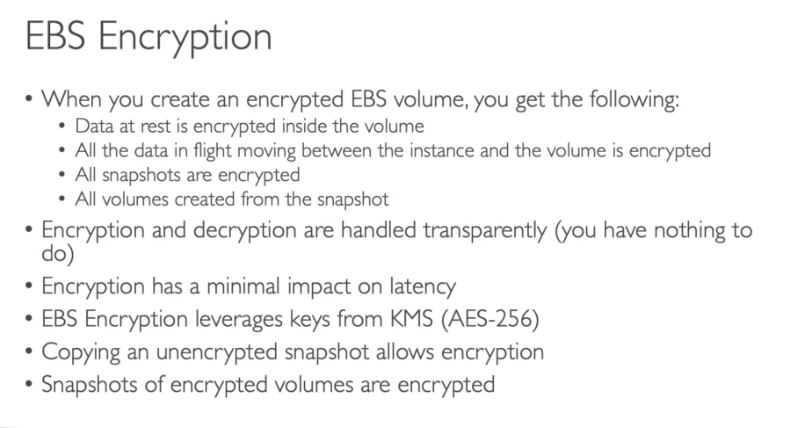 EBS Encryption
• When you create an encrypted EBS volume, you get the following:
• Data at rest is encrypted inside the volume
• All the data in flight moving between the instance and the volume is encrypted
• All snapshots are encrypted
• All volumes created from the snapshot
• Encryption and decryption are handled transparently (you have nothing to
do)
• Encryption has a minimal impact on latency
• EBS Encryption leverages keys from KMS (AES-256)
• Copying an unencrypted snapshot allows encryption
• Snapshots of encrypted volumes are encrypted